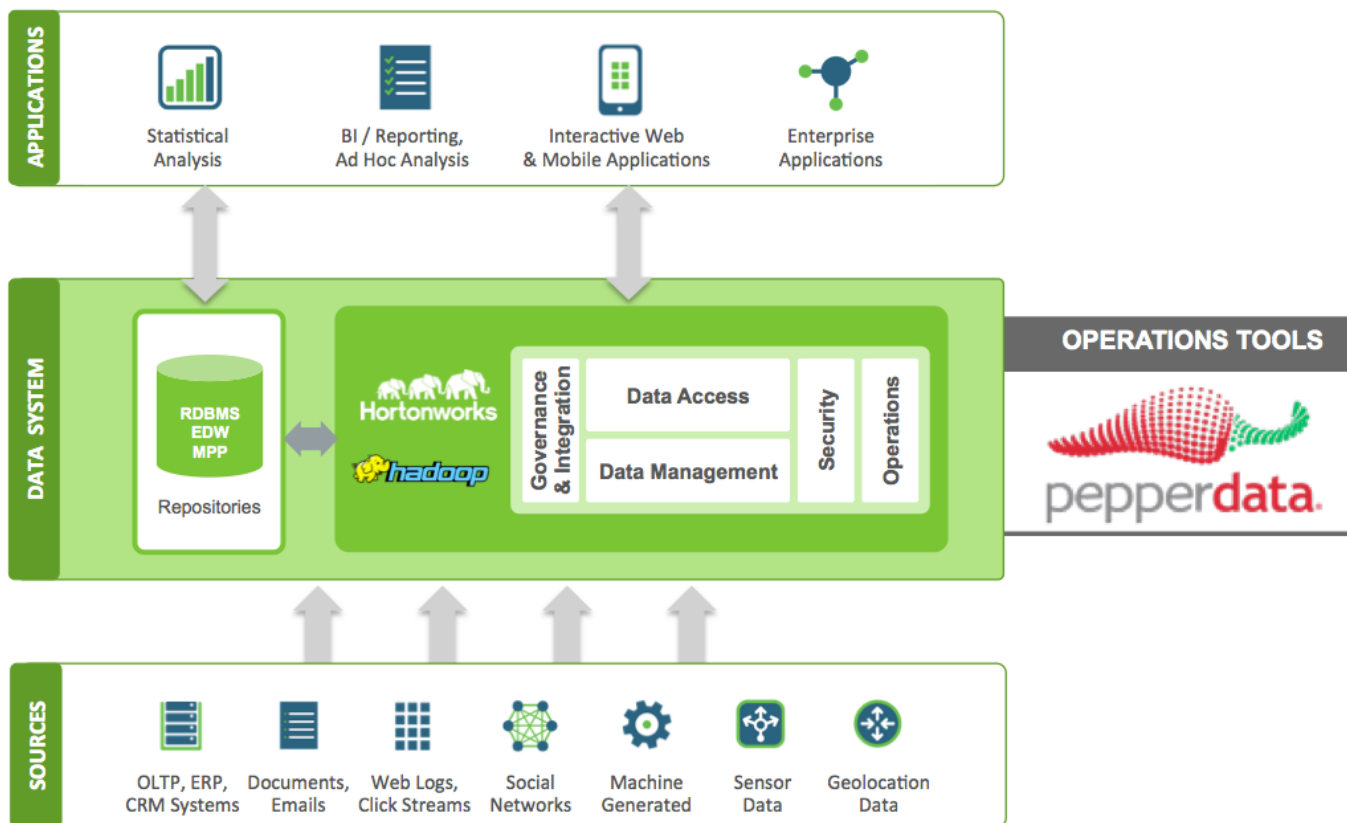 APPLICATIONS
Statistical
Analysis
BI / Reporting,
Ad Hoc Analysis
Interactive Web
& Mobile Applications
Enterprise
Applications
DATA SYSTEM
RDBMS
EDW
MPP
Repositories
Hortonworks
hadoop
Governance
& Integration
Data Access
Data Management
Security
Operations
OPERATIONS TOOLS
pepperdata.
SOURCES
OLTP, ERP,
CRM Systems
Documents,
Emails
Web Logs,
Click Streams
Social
Networks
Machine
Generated
Sensor
Data
Geolocation
Data